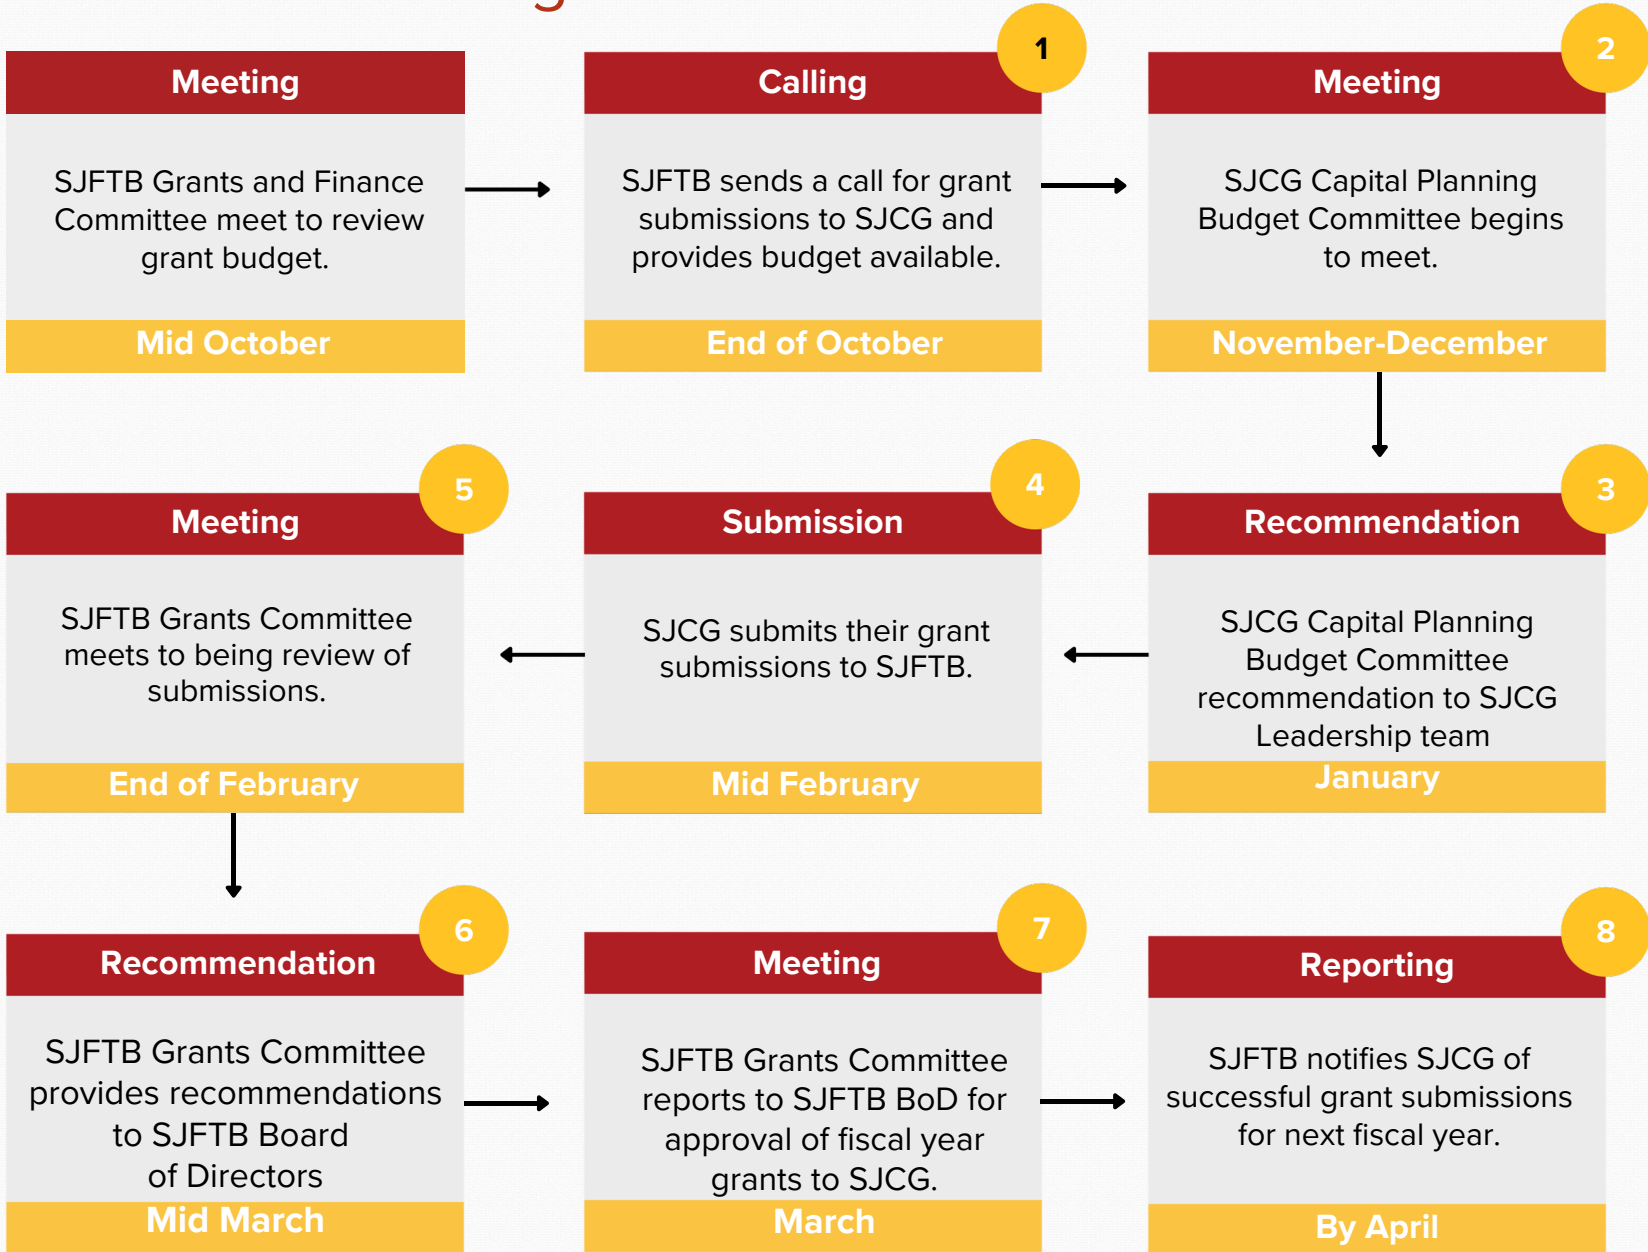 Meeting
SJFTB Grants and Finance
Committee meet to review
grant budget.
Mid October
1
Calling
SJFTB sends a call for grant
submissions to SJCG and
provides budget available.
End of October
2
Meeting
SJCG Capital Planning
Budget Committee begins
to meet.
November-December
3
Recommendation
SJCG Capital Planning
Budget Committee
recommendation to SJCG
Leadership team
January
4
Submission
SJCG submits their grant
submissions to SJFTB.
Mid February
5
Meeting
SJFTB Grants Committee
meets to being review of
submissions.
End of February
6
Recommendation
SJFTB Grants Committee
provides recommendations
to SJFTB Board
of Directors
Mid March
7
Meeting
SJFTB Grants Committee
reports to SJFTB BoD for
approval of fiscal year
grants to SJCG.
March
8
Reporting
SJFTB notifies SJCG of
successful grant submissions
for next fiscal year.
By April